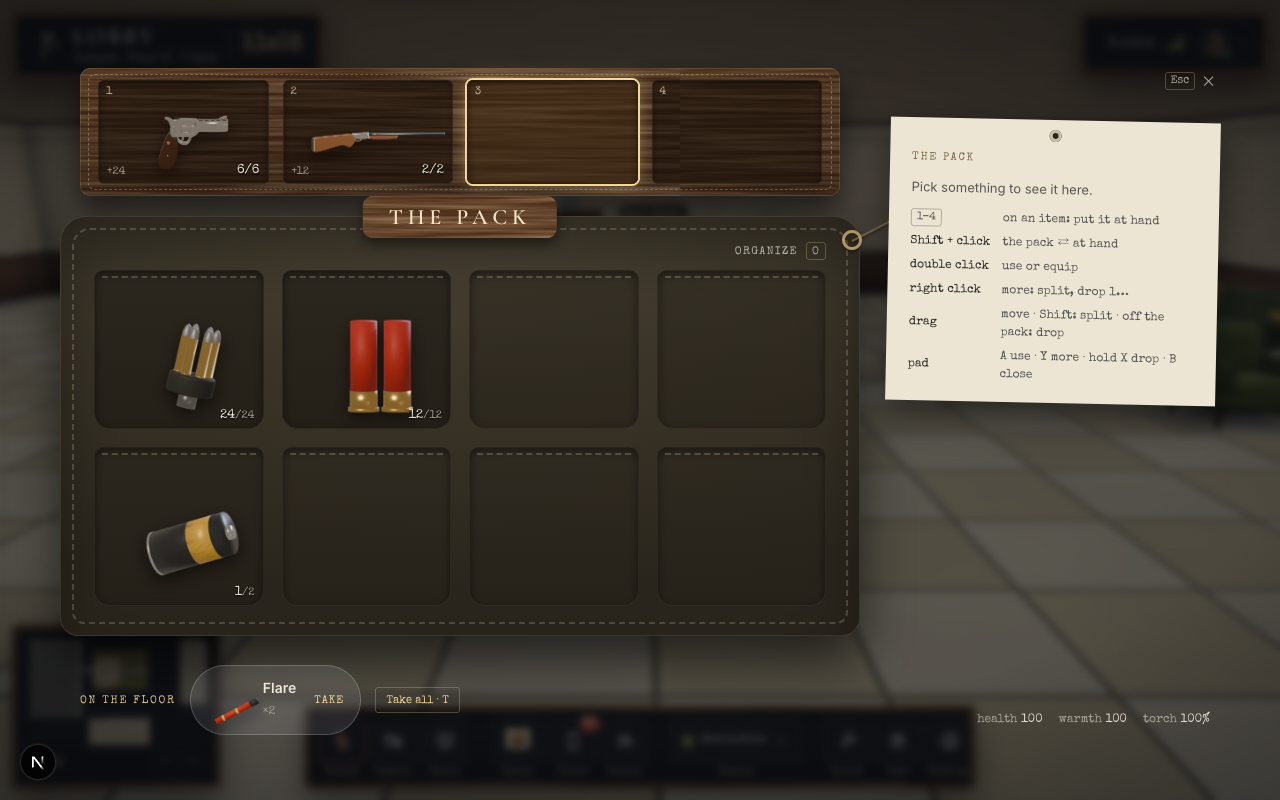 LOBBY
Esc ×
1
2
3
4
+24
6/6
+12
2/2
THE PACK
ORGANIZE O
24/24
12/12
1/2
THE PACK
Pick something to see it here.
1–4 on an item: put it at hand
Shift + click the pack ⇄ at hand
double click use or equip
right click more: split, drop 1…
drag move · Shift: split · off the
pack: drop
pad A use · Y more · hold X drop · B
close
ON THE FLOOR
Flare
×2
TAKE
Take all · T
health 100 warmth 100 torch 100%
N